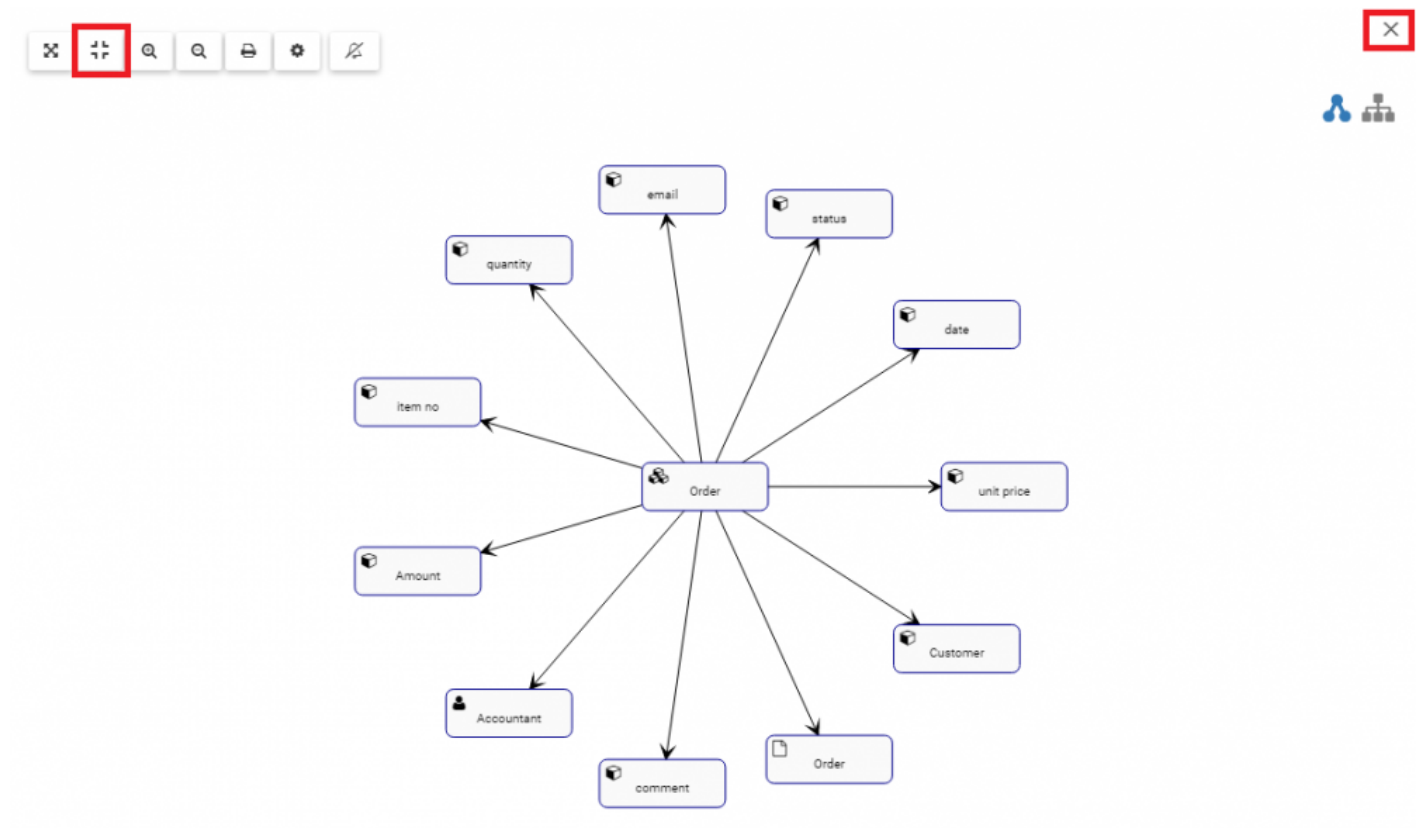 email
status
quantity
date
item no
Order
unit price
Amount
Customer
Accountant
Order
comment